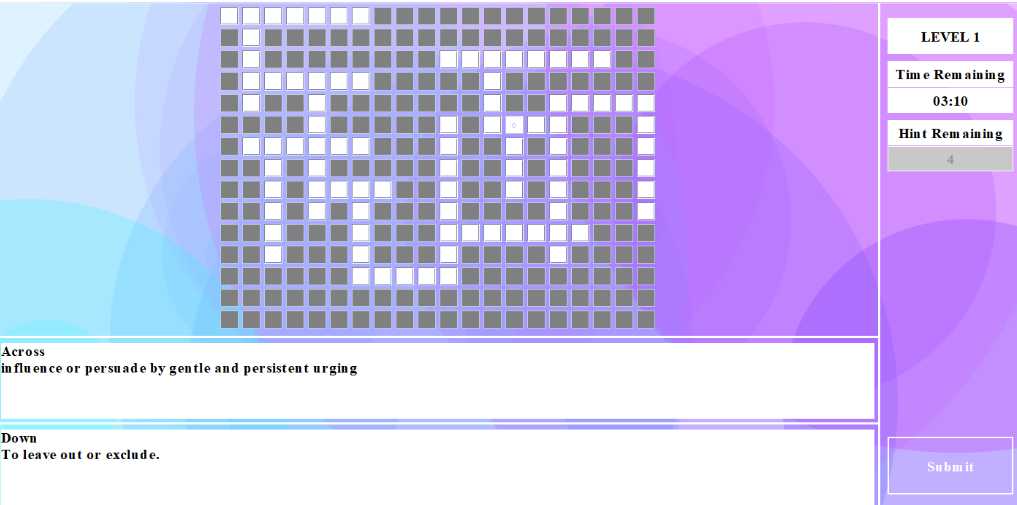 LEVEL 1
Time Remaining
03:10
Hint Remaining
4
o
Across
influence or persuade by gentle and persistent urging
Down
To leave out or exclude.
Submit